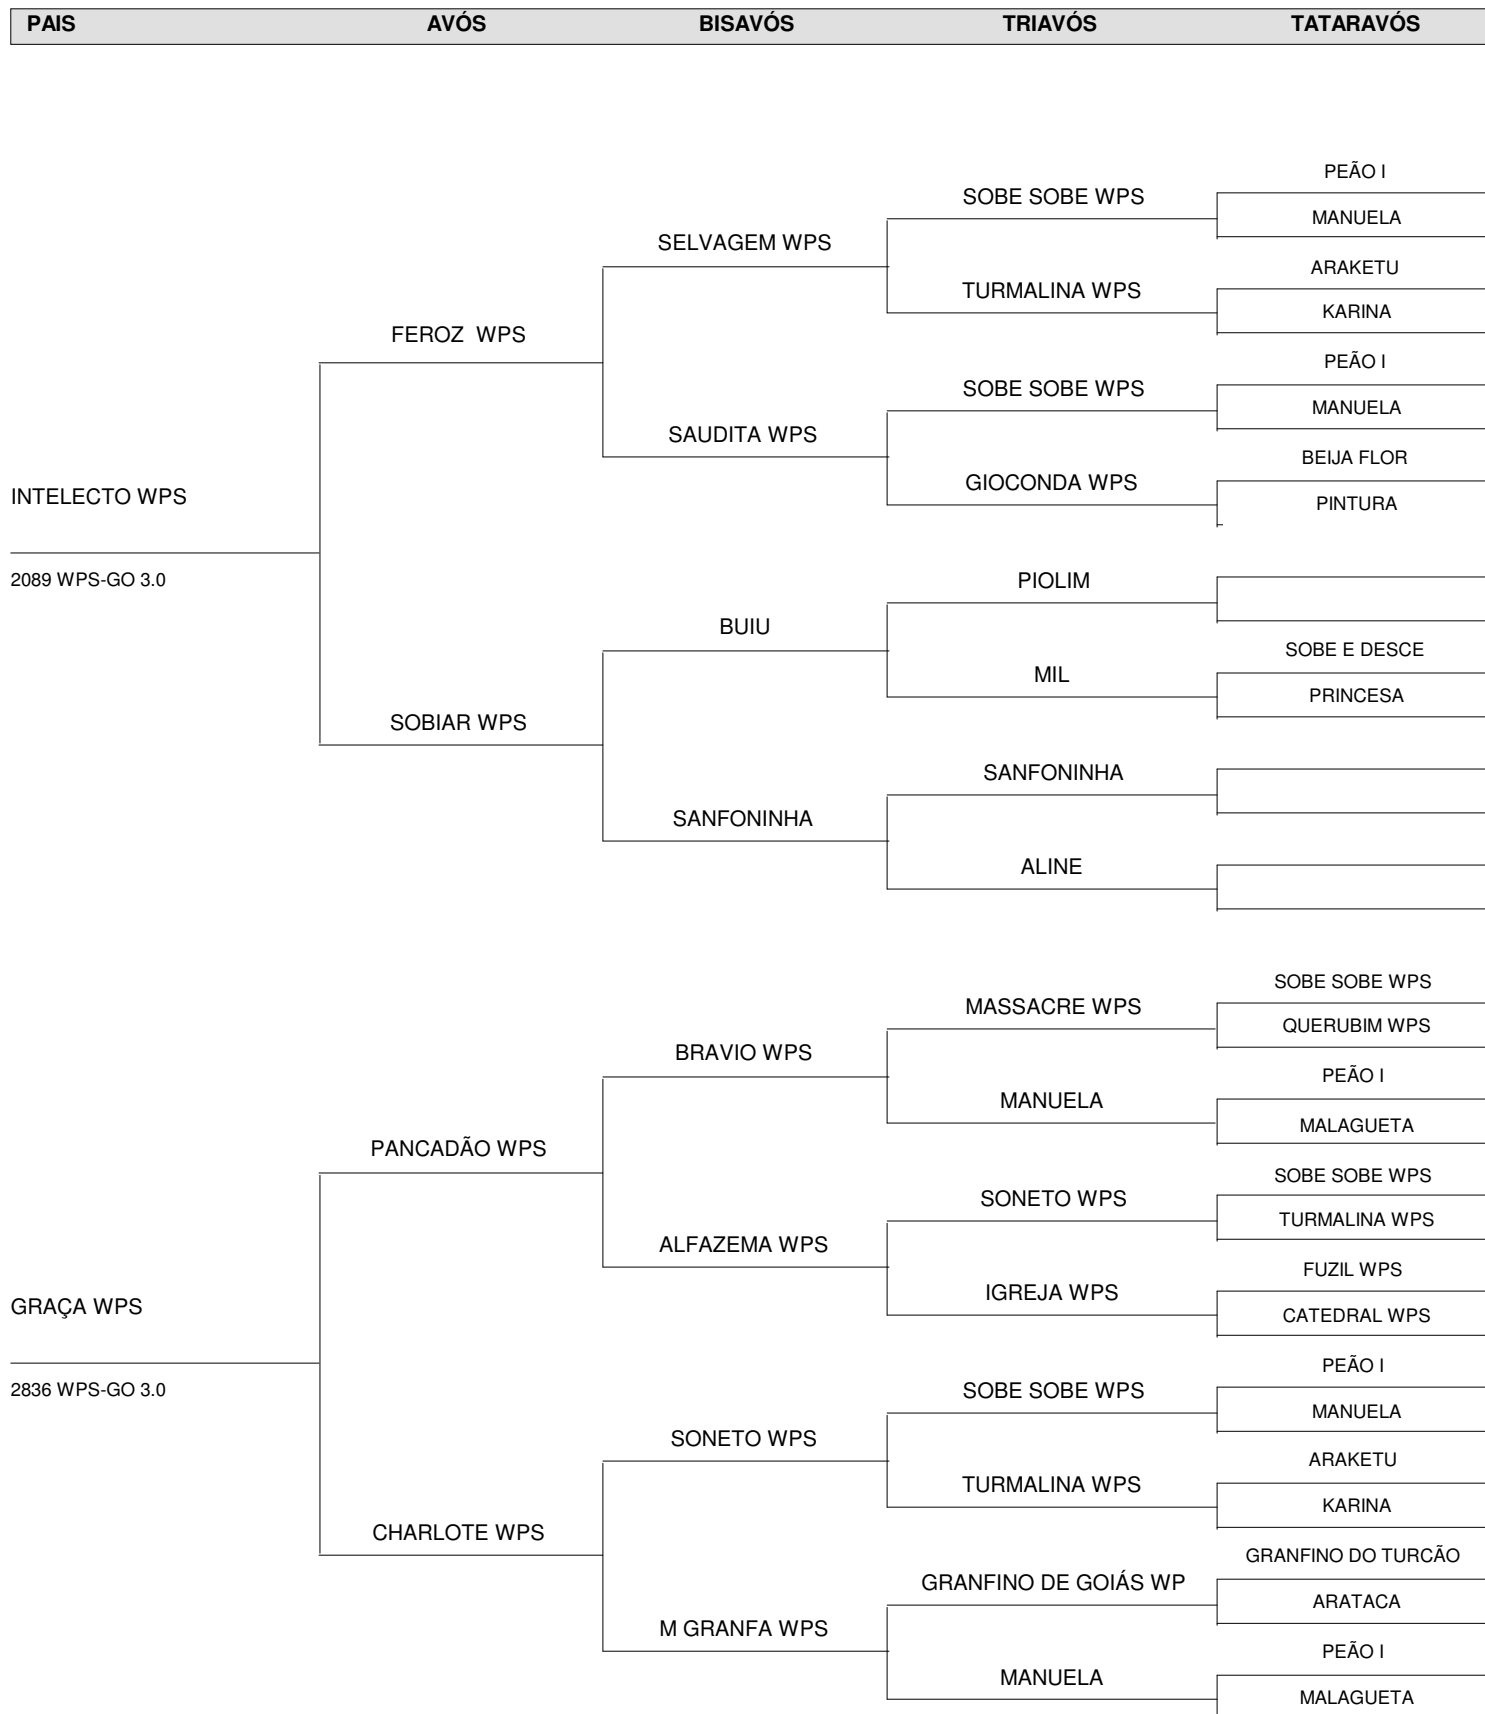 PAIS AVÓS BISAVÓS TRIAVÓS TATARAVÓS
PEÃO I
SOBE SOBE WPS
MANUELA
SELVAGEM WPS
ARAKETU
TURMALINA WPS
KARINA
FEROZ  WPS
PEÃO I
SOBE SOBE WPS
MANUELA
SAUDITA WPS
BEIJA FLOR
GIOCONDA WPS
INTELECTO WPS
PINTURA
2089 WPS-GO 3.0
PIOLIM
BUIU
SOBE E DESCE
MIL
PRINCESA
SOBIAR WPS
SANFONINHA
SANFONINHA
ALINE
SOBE SOBE WPS
MASSACRE WPS
QUERUBIM WPS
BRAVIO WPS
PEÃO I
MANUELA
MALAGUETA
PANCADÃO WPS
SOBE SOBE WPS
SONETO WPS
TURMALINA WPS
ALFAZEMA WPS
FUZIL WPS
IGREJA WPS
GRAÇA WPS
CATEDRAL WPS
PEÃO I
2836 WPS-GO 3.0
SOBE SOBE WPS
MANUELA
SONETO WPS
ARAKETU
TURMALINA WPS
KARINA
CHARLOTE WPS
GRANFINO DO TURCÃO
GRANFINO DE GOIÁS WP
ARATACA
M GRANFA WPS
PEÃO I
MANUELA
MALAGUETA